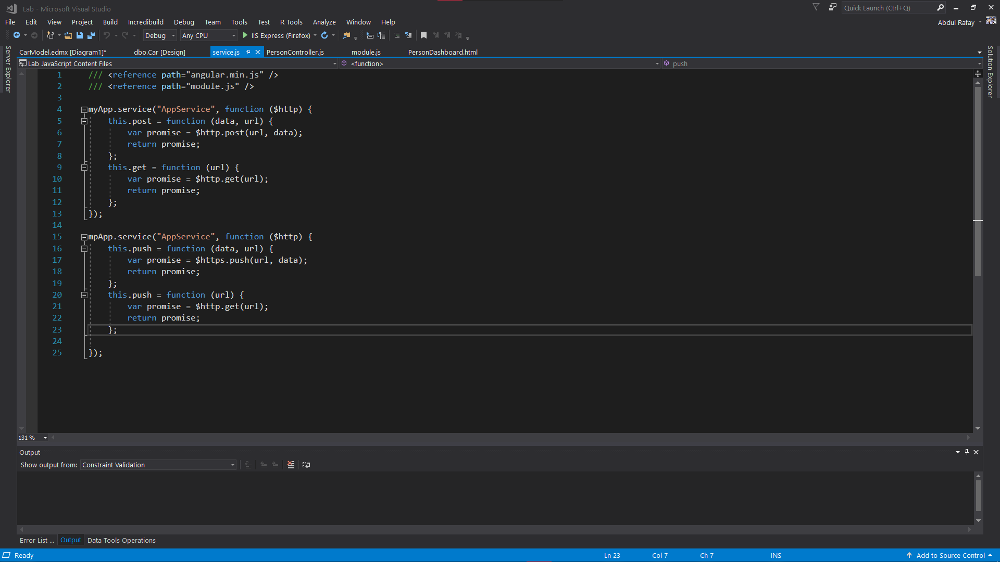 Lab - Microsoft Visual Studio
Quick Launch (Ctrl+Q)
File Edit View Project Build Incredibuild Debug Team Tools Test R Tools Analyze Window Help
Abdul Rafay
Debug Any CPU IIS Express (Firefox)
Server Explorer
Solution Explorer
CarModel.edmx [Diagram1]* dbo.Car [Design] service.js PersonController.js module.js PersonDashboard.html
Lab JavaScript Content Files <function> push
1 /// <reference path="angular.min.js" />
2 /// <reference path="module.js" />
3
4 myApp.service("AppService", function ($http) {
5 this.post = function (data, url) {
6 var promise = $http.post(url, data);
7 return promise;
8 };
9 this.get = function (url) {
10 var promise = $http.get(url);
11 return promise;
12 };
13 });
14
15 mpApp.service("AppService", function ($http) {
16 this.push = function (data, url) {
17 var promise = $https.push(url, data);
18 return promise;
19 };
20 this.push = function (url) {
21 var promise = $http.get(url);
22 return promise;
23 };
24
25 });
131 %
Output
Show output from: Constraint Validation
Error List ... Output Data Tools Operations
Ready Ln 23 Col 7 Ch 7 INS Add to Source Control